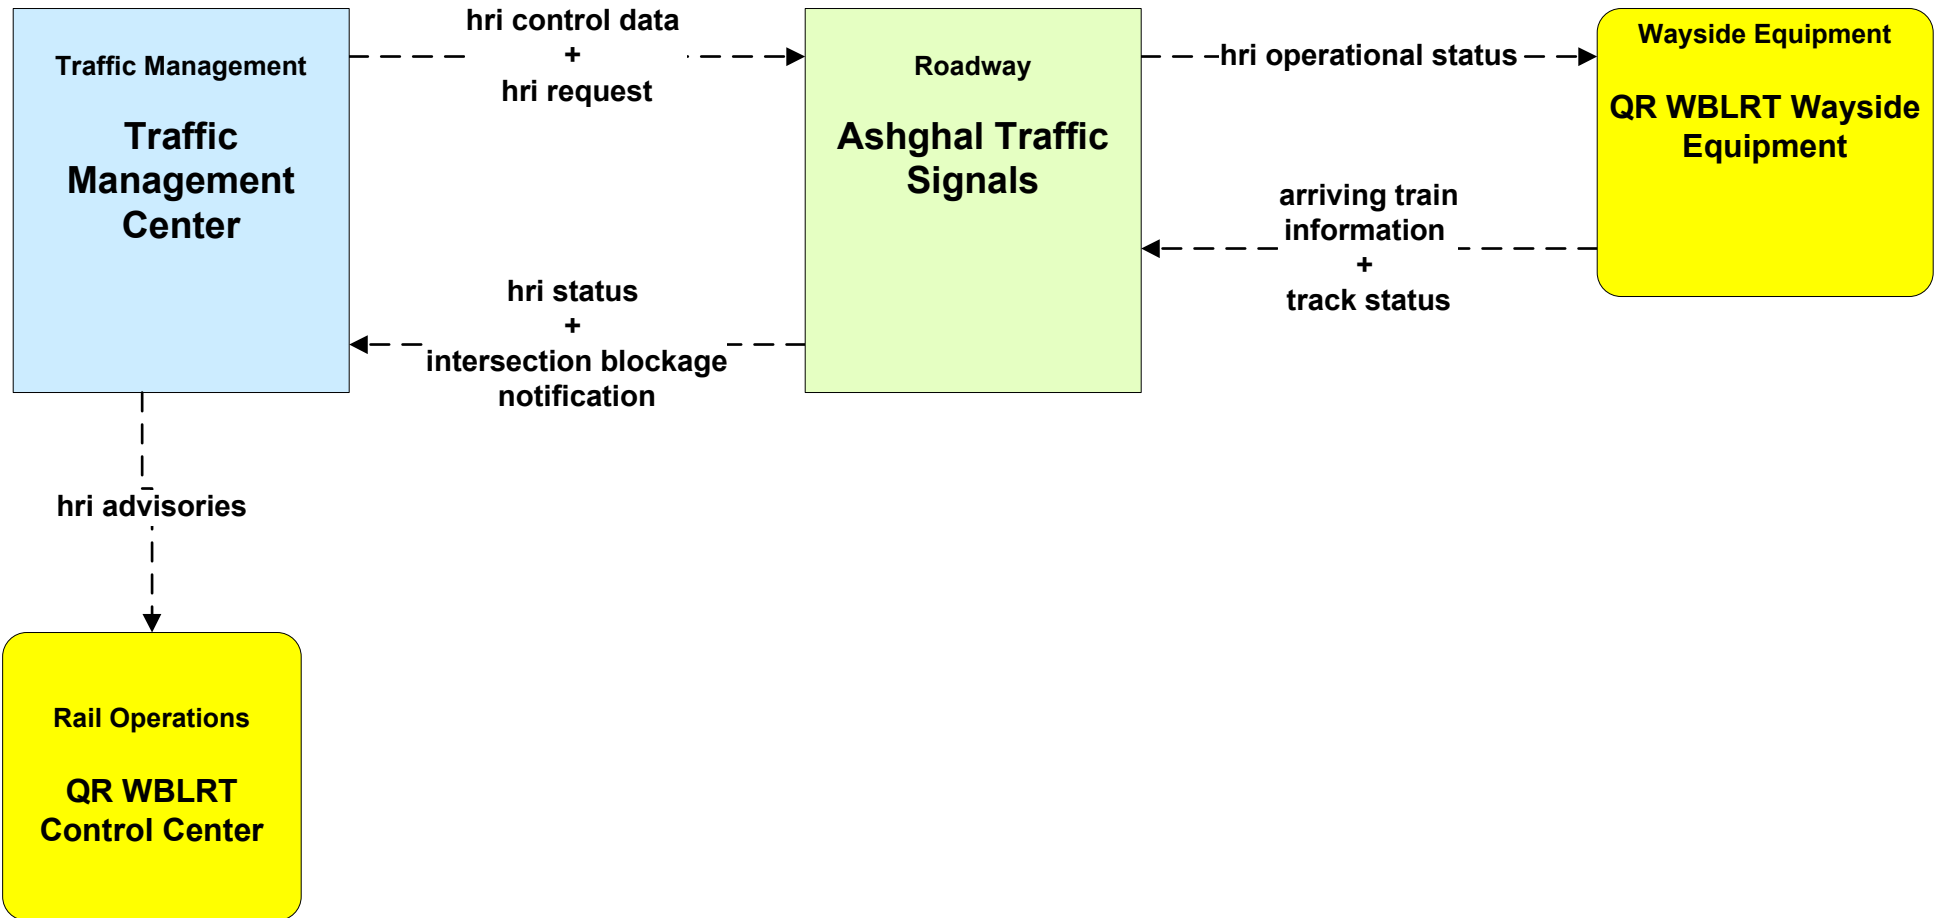 Traffic Management
Traffic
Management
Center
hri control data
+
hri request
Roadway
Ashghal Traffic
Signals
hri operational status
Wayside Equipment
QR WBLRT Wayside
Equipment
arriving train
information
+
track status
hri status
+
intersection blockage
notification
hri advisories
Rail Operations
QR WBLRT
Control Center